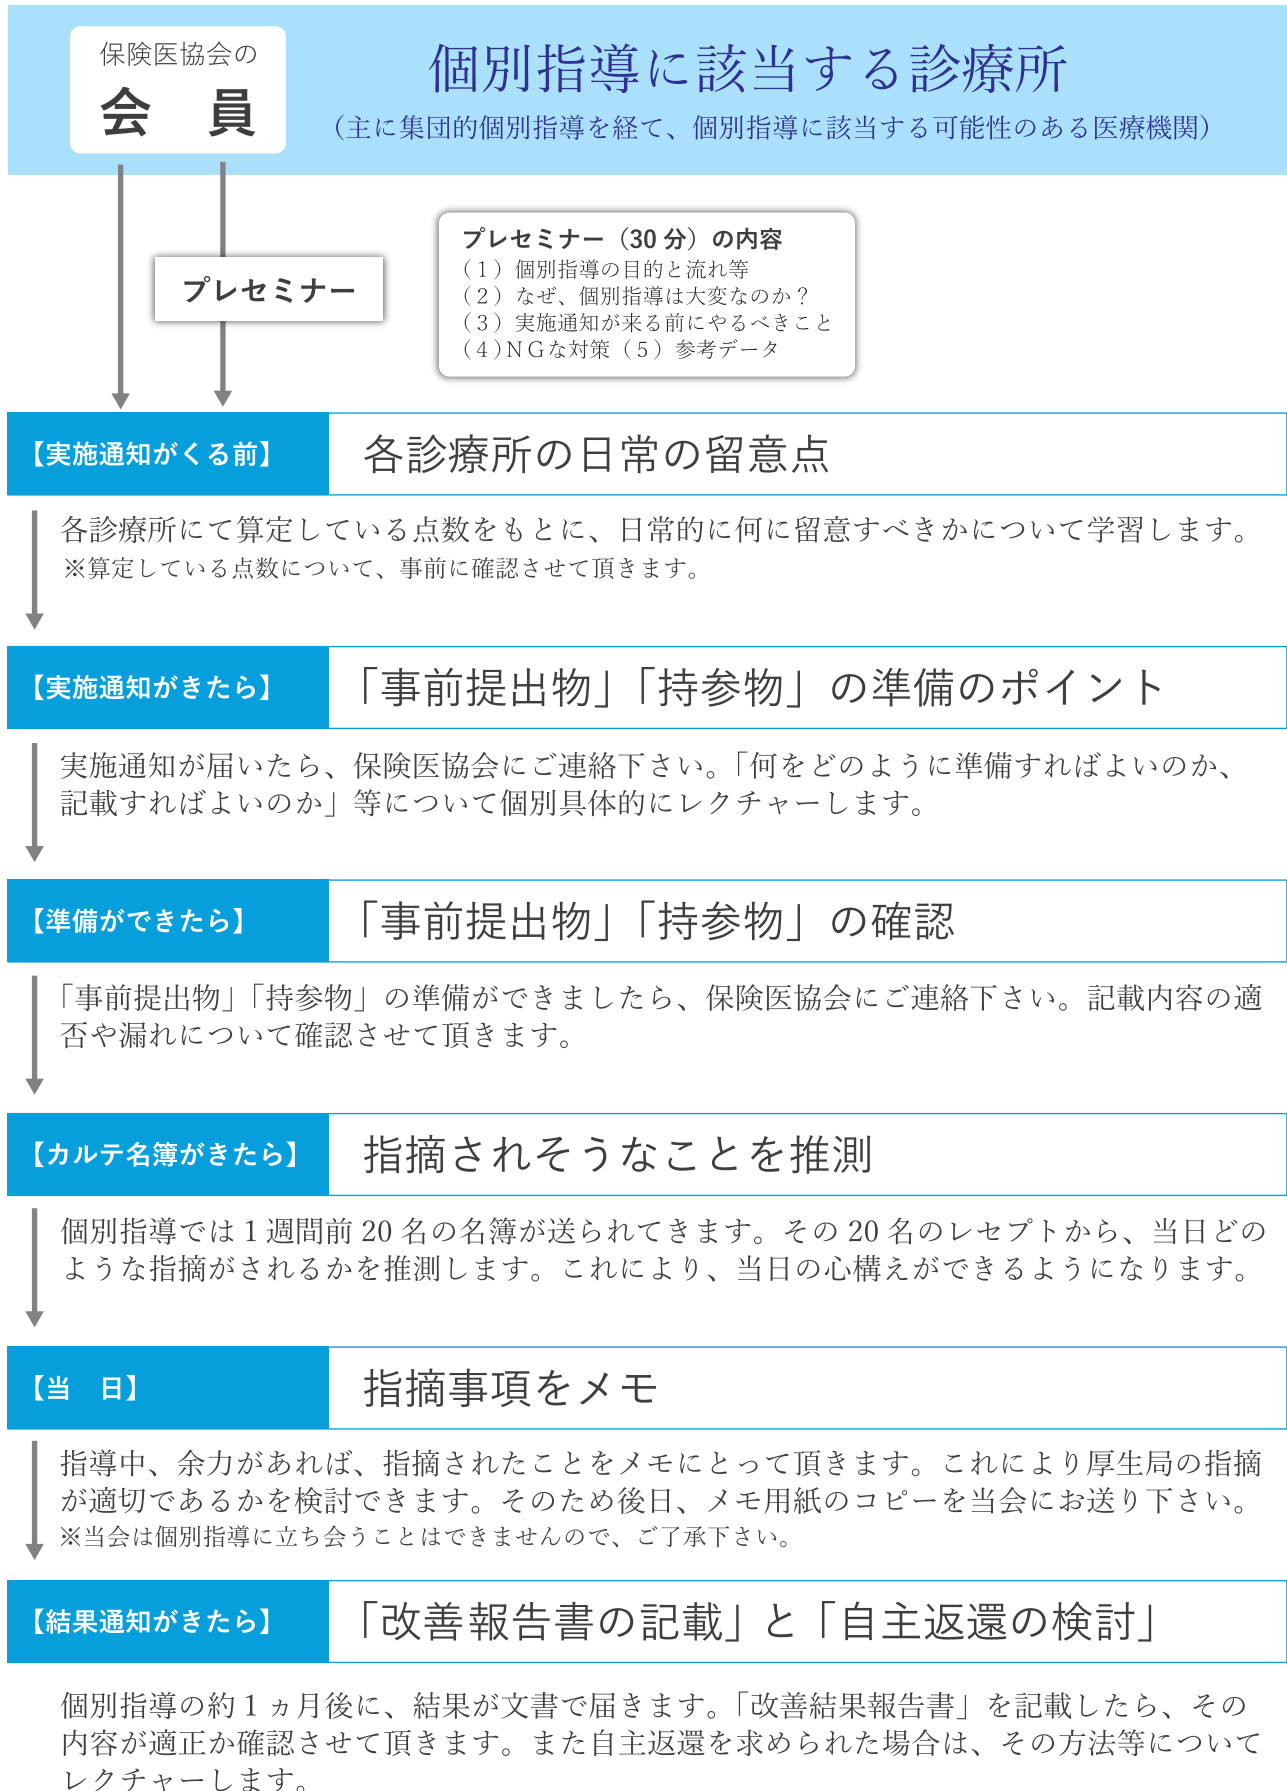 保険医協会の
会　員
個別指導に該当する診療所
（主に集団的個別指導を経て、個別指導に該当する可能性のある医療機関）
プレセミナー
プレセミナー（30 分）の内容
（１）個別指導の目的と流れ等
（２）なぜ、個別指導は大変なのか？
（３）実施通知が来る前にやるべきこと
（４）ＮＧな対策（５）参考データ
【実施通知がくる前】
各診療所の日常の留意点
各診療所にて算定している点数をもとに、日常的に何に留意すべきかについて学習します。
※算定している点数について、事前に確認させて頂きます。
【実施通知がきたら】
「事前提出物」「持参物」の準備のポイント
実施通知が届いたら、保険医協会にご連絡下さい。「何をどのように準備すればよいのか、
記載すればよいのか」等について個別具体的にレクチャーします。
【準備ができたら】
「事前提出物」「持参物」の確認
「事前提出物」「持参物」の準備ができましたら、保険医協会にご連絡下さい。記載内容の適
否や漏れについて確認させて頂きます。
【カルテ名簿がきたら】
指摘されそうなことを推測
個別指導では 1 週間前 20 名の名簿が送られてきます。その 20 名のレセプトから、当日どの
ような指摘がされるかを推測します。これにより、当日の心構えができるようになります。
【当　日】
指摘事項をメモ
指導中、余力があれば、指摘されたことをメモにとって頂きます。これにより厚生局の指摘
が適切であるかを検討できます。そのため後日、メモ用紙のコピーを当会にお送り下さい。
※当会は個別指導に立ち会うことはできませんので、ご了承下さい。
【結果通知がきたら】
「改善報告書の記載」と「自主返還の検討」
個別指導の約 1 ヵ月後に、結果が文書で届きます。「改善結果報告書」を記載したら、その
内容が適正か確認させて頂きます。また自主返還を求められた場合は、その方法等について
レクチャーします。